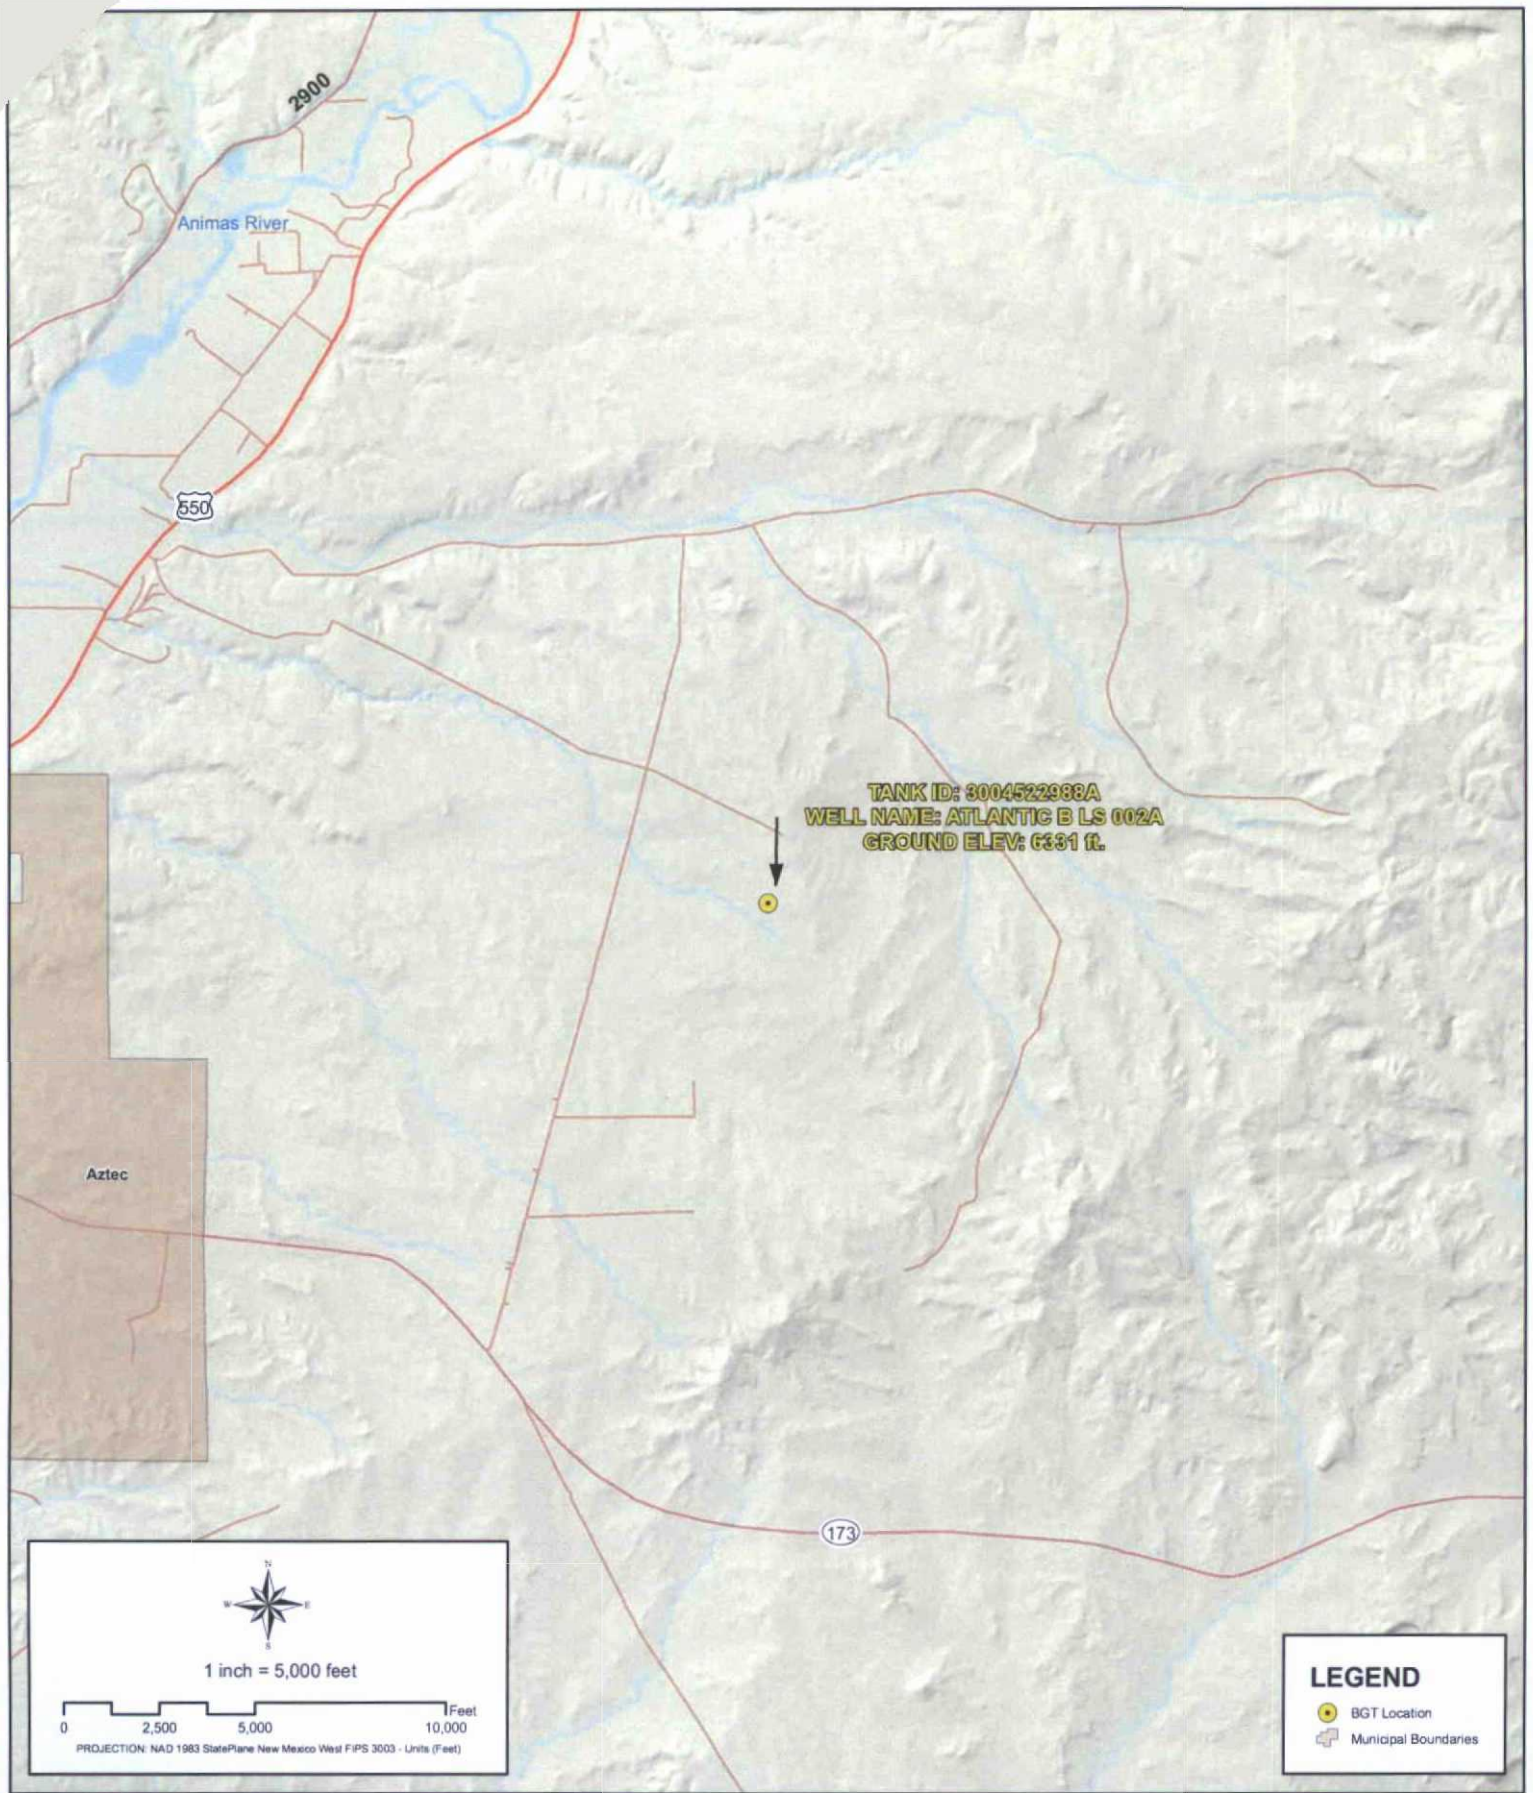 2900
Animas River
550
TANK ID: 3004522988A
WELL NAME: ATLANTIC B LS 002A
GROUND ELEV: 6331 ft.
Aztec
173
N
W E
S
1 inch = 5,000 feet
Feet
0 2,500 5,000 10,000
PROJECTION: NAD 1983 StatePlane New Mexico West FIPS 3003 - Units (Feet)
LEGEND
BGT Location
Municipal Boundaries